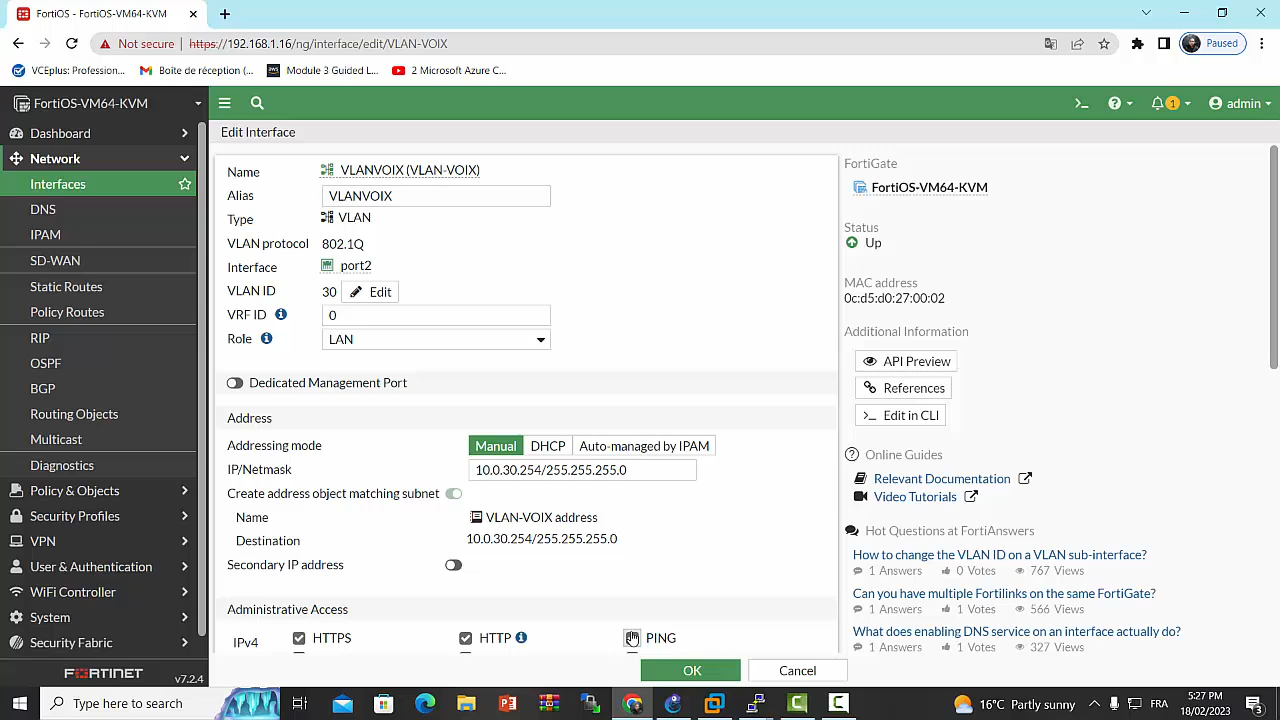 FortiGate - FortiOS-VM64-KVM
Not secure | https://192.168.1.16/ng/interface/edit/VLAN-VOIX
Paused
VCEplus: Profession...
Boîte de réception (...
Module 3 Guided L...
2 Microsoft Azure C...
FortiOS-VM64-KVM
1
admin
Dashboard
Network
Interfaces
DNS
IPAM
SD-WAN
Static Routes
Policy Routes
RIP
OSPF
BGP
Routing Objects
Multicast
Diagnostics
Policy & Objects
Security Profiles
VPN
User & Authentication
WiFi Controller
System
Security Fabric
FORTINET
v7.2.4
Edit Interface
Name VLANVOIX (VLAN-VOIX)
Alias VLANVOIX
Type VLAN
VLAN protocol 802.1Q
Interface port2
VLAN ID 30 Edit
VRF ID 0
Role LAN
Dedicated Management Port
Address
Addressing mode Manual DHCP Auto-managed by IPAM
IP/Netmask 10.0.30.254/255.255.255.0
Create address object matching subnet
Name VLAN-VOIX address
Destination 10.0.30.254/255.255.255.0
Secondary IP address
Administrative Access
IPv4 HTTPS HTTP PING
OK Cancel
FortiGate
FortiOS-VM64-KVM
Status
Up
MAC address
0c:d5:d0:27:00:02
Additional Information
API Preview
References
>_ Edit in CLI
Online Guides
Relevant Documentation
Video Tutorials
Hot Questions at FortiAnswers
How to change the VLAN ID on a VLAN sub-interface?
1 Answers 0 Votes 767 Views
Can you have multiple Fortilinks on the same FortiGate?
1 Answers 1 Votes 566 Views
What does enabling DNS service on an interface actually do?
1 Answers 1 Votes 327 Views
Type here to search
16°C Partly sunny
FRA
5:27 PM
18/02/2023
3